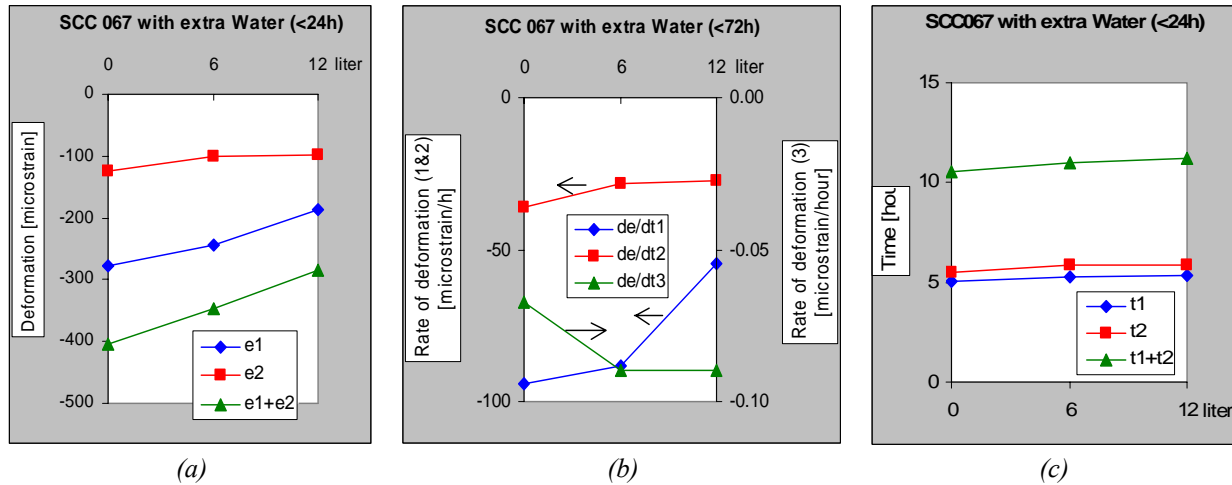 SCC 067 with extra Water (<24h)
0 6 12 liter
0
-100
-200
-300
-400
-500
Deformation [microstrain]
e1
e2
e1+e2
(a)
SCC 067 with extra Water (<72h)
0 6 12 liter
0
-50
-100
Rate of deformation (1&2)
[microstrain/h]
de/dt1
de/dt2
de/dt3
0.00
-0.05
-0.10
Rate of deformation (3)
[microstrain/hour]
(b)
SCC067 with extra Water (<24h)
15
10
5
0
Time [hou
t1
t2
t1+t2
0 6 12 liter
(c)